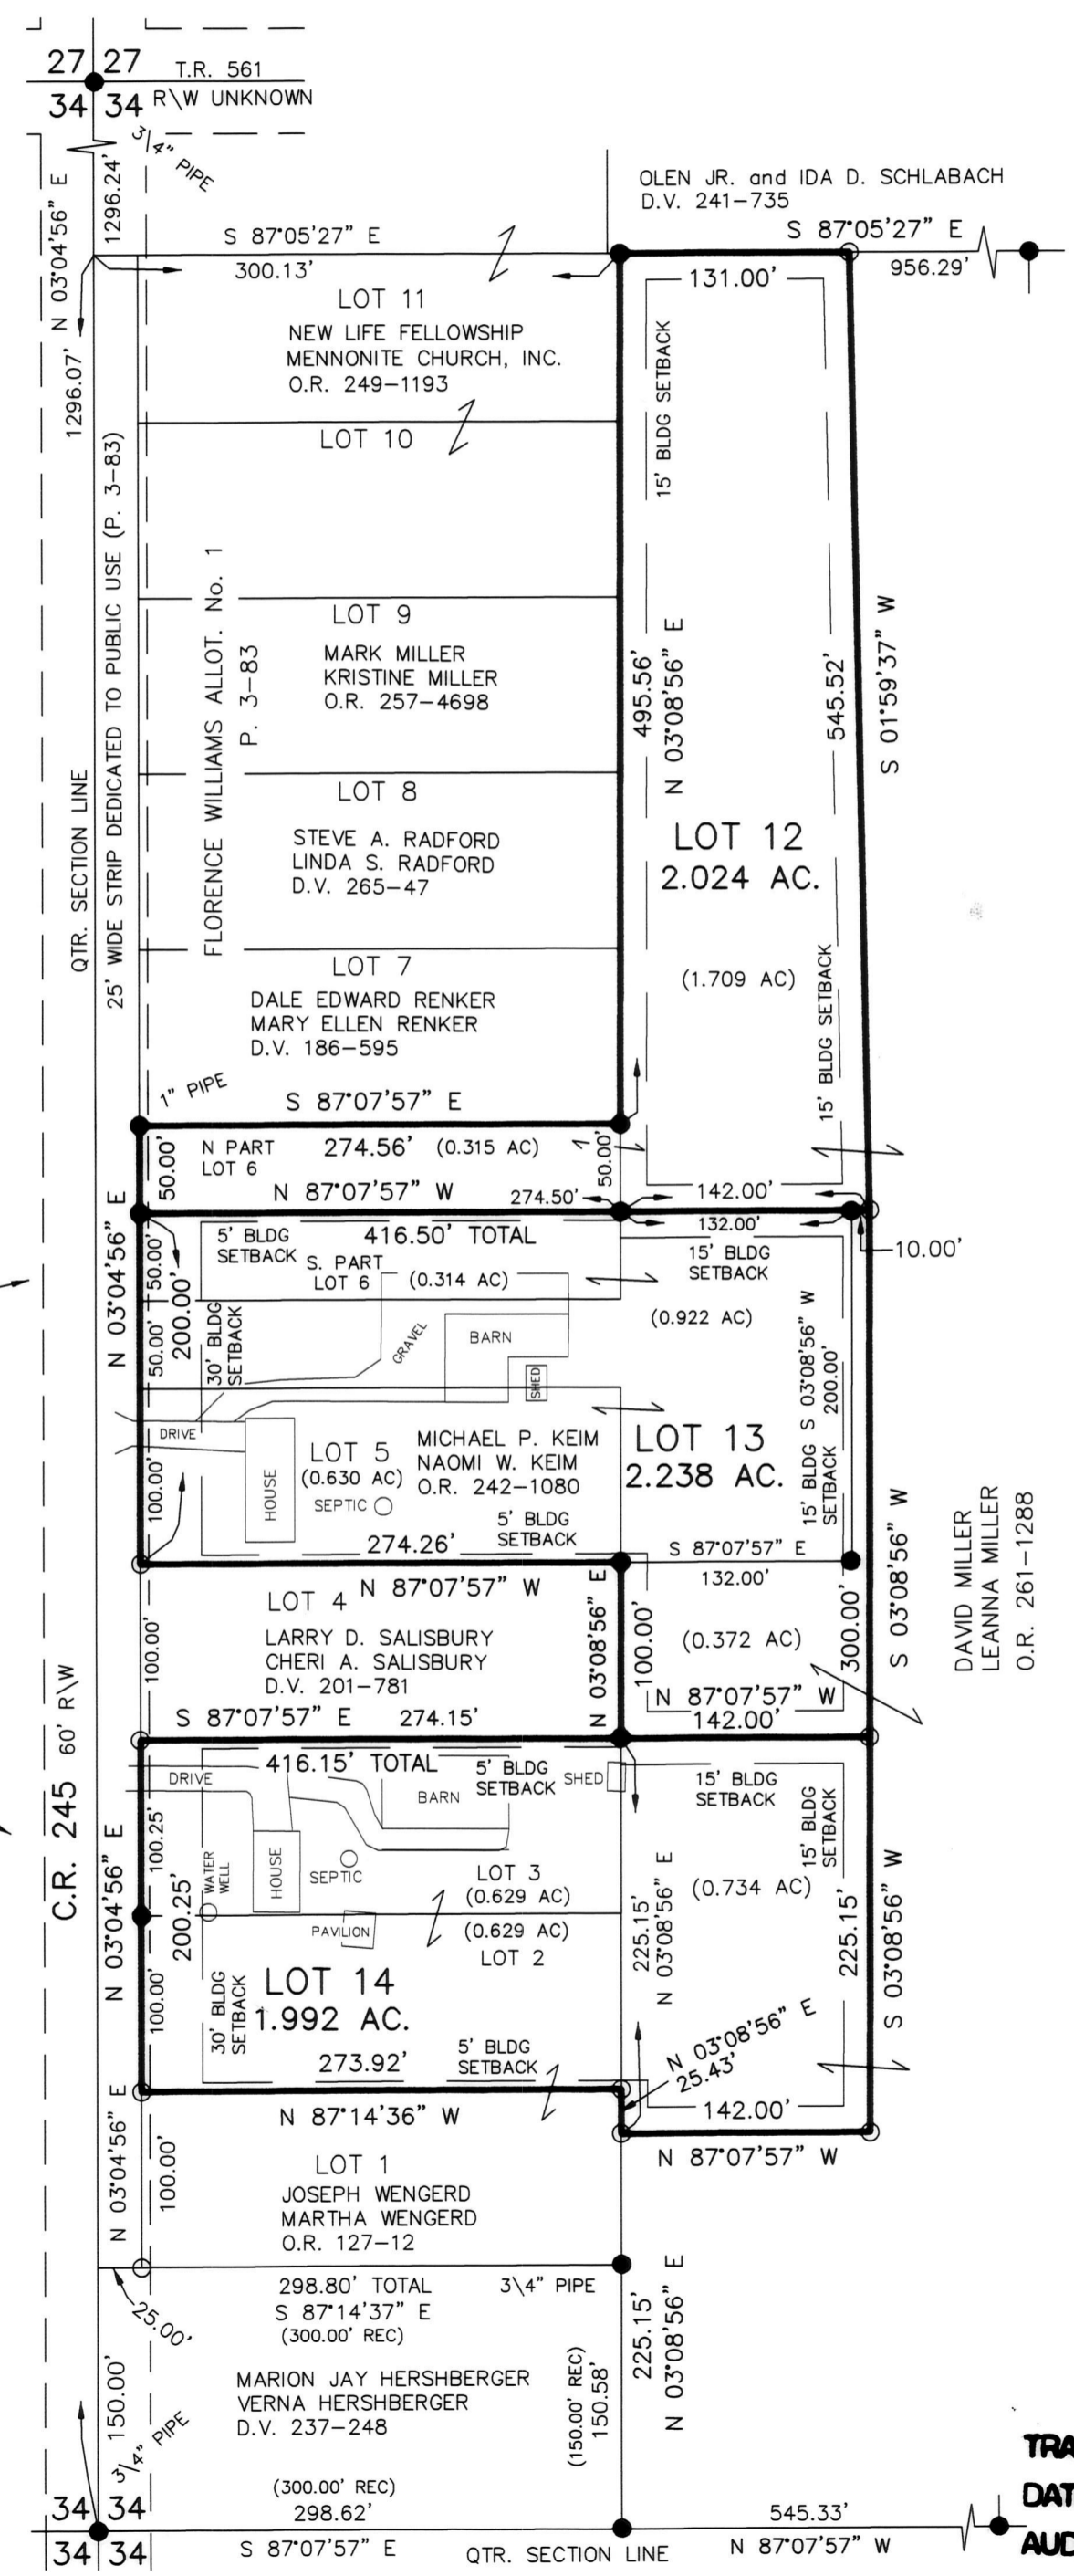 27 27
T.R. 561
34 34
R\W UNKNOWN
3/4" PIPE
N 03°04'56" E
1296.24'
1296.07'
OLEN JR. and IDA D. SCHLABACH
D.V. 241-735
S 87°05'27" E
300.13'
S 87°05'27" E
956.29'
131.00'
LOT 11
NEW LIFE FELLOWSHIP
MENNONITE CHURCH, INC.
O.R. 249-1193
LOT 10
15' BLDG SETBACK
25' WIDE STRIP DEDICATED TO PUBLIC USE (P. 3-83)
QTR. SECTION LINE
FLORENCE WILLIAMS ALLOT. No. 1
P. 3-83
LOT 9
MARK MILLER
KRISTINE MILLER
O.R. 257-4698
495.56'
N 03°08'56" E
545.52'
S 01°59'37" W
LOT 8
STEVE A. RADFORD
LINDA S. RADFORD
D.V. 265-47
LOT 12
2.024 AC.
(1.709 AC)
15' BLDG SETBACK
LOT 7
DALE EDWARD RENKER
MARY ELLEN RENKER
D.V. 186-595
1" PIPE
S 87°07'57" E
50.00'
N PART
LOT 6
274.56'
(0.315 AC)
50.00'
N 87°07'57" W
274.50'
142.00'
132.00'
10.00'
N 03°04'56" E
5' BLDG
SETBACK
416.50' TOTAL
S. PART
LOT 6
(0.314 AC)
15' BLDG
SETBACK
(0.922 AC)
50.00'
50.00'
200.00'
30' BLDG
SETBACK
GRAVEL
BARN
SHED
DRIVE
HOUSE
100.00'
LOT 5
(0.630 AC)
SEPTIC
MICHAEL P. KEIM
NAOMI W. KEIM
O.R. 242-1080
LOT 13
2.238 AC.
15' BLDG
SETBACK
S 03°08'56" W
200.00'
5' BLDG
SETBACK
274.26'
N 87°07'57" W
S 87°07'57" E
132.00'
S 03°08'56" W
DAVID MILLER
LEANNA MILLER
O.R. 261-1288
LOT 4
LARRY D. SALISBURY
CHERI A. SALISBURY
D.V. 201-781
100.00'
N 03°08'56" E
100.00'
(0.372 AC)
300.00'
N 87°07'57" W
142.00'
S 87°07'57" E
274.15'
C.R. 245
60' R\W
416.15' TOTAL
DRIVE
BARN
5' BLDG
SETBACK
SHED
15' BLDG
SETBACK
15' BLDG
SETBACK
N 03°04'56" E
100.25'
200.25'
WATER
WELL
HOUSE
SEPTIC
LOT 3
(0.629 AC)
PAVILION
(0.629 AC)
LOT 2
225.15'
N 03°08'56" E
(0.734 AC)
225.15'
S 03°08'56" W
100.00'
30' BLDG
SETBACK
LOT 14
1.992 AC.
273.92'
5' BLDG
SETBACK
N 03°08'56" E
25.43'
142.00'
N 87°14'36" W
N 87°07'57" W
N 03°04'56" E
100.00'
LOT 1
JOSEPH WENGERD
MARTHA WENGERD
O.R. 127-12
298.80' TOTAL
S 87°14'37" E
(300.00' REC)
3\4" PIPE
25.00'
225.15'
N 03°08'56" E
150.00'
3/4" PIPE
MARION JAY HERSHBERGER
VERNA HERSHBERGER
D.V. 237-248
(150.00' REC)
150.58'
(300.00' REC)
298.62'
34 34
34 34
S 87°07'57" E
QTR. SECTION LINE
545.33'
N 87°07'57" W
TRA
DAT
AUD